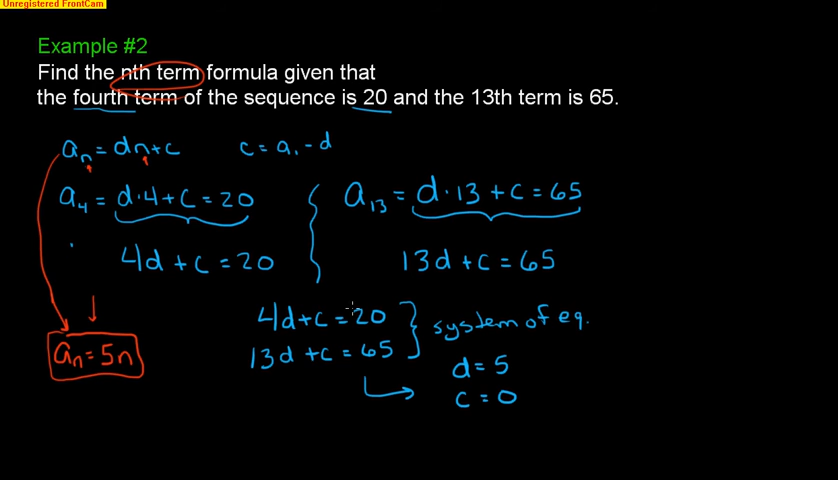 Unregistered FrontCam
Example #2
Find the nth term formula given that
the fourth term of the sequence is 20 and the 13th term is 65.
aₙ = dn + c c = a₁ - d
a₄ = d·4 + c = 20 a₁₃ = d·13 + c = 65
4d + c = 20 13d + c = 65
4d + c = 20
system of eq.
13d + c = 65
aₙ = 5n
d = 5
c = 0